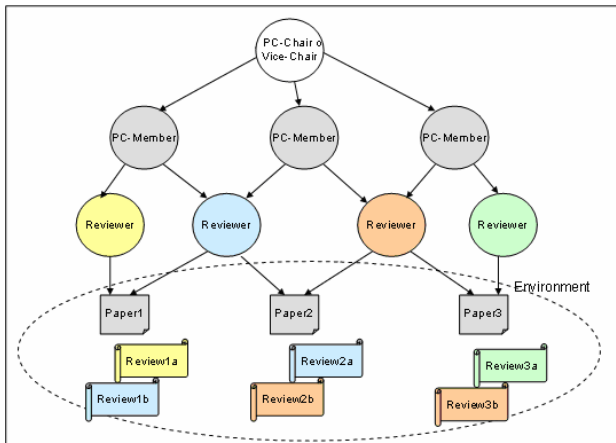 PC-Chair o
Vice-Chair
PC-Member
PC-Member
PC-Member
Reviewer
Reviewer
Reviewer
Reviewer
Environment
Paper1
Paper2
Paper3
Review1a
Review2a
Review3a
Review1b
Review2b
Review3b